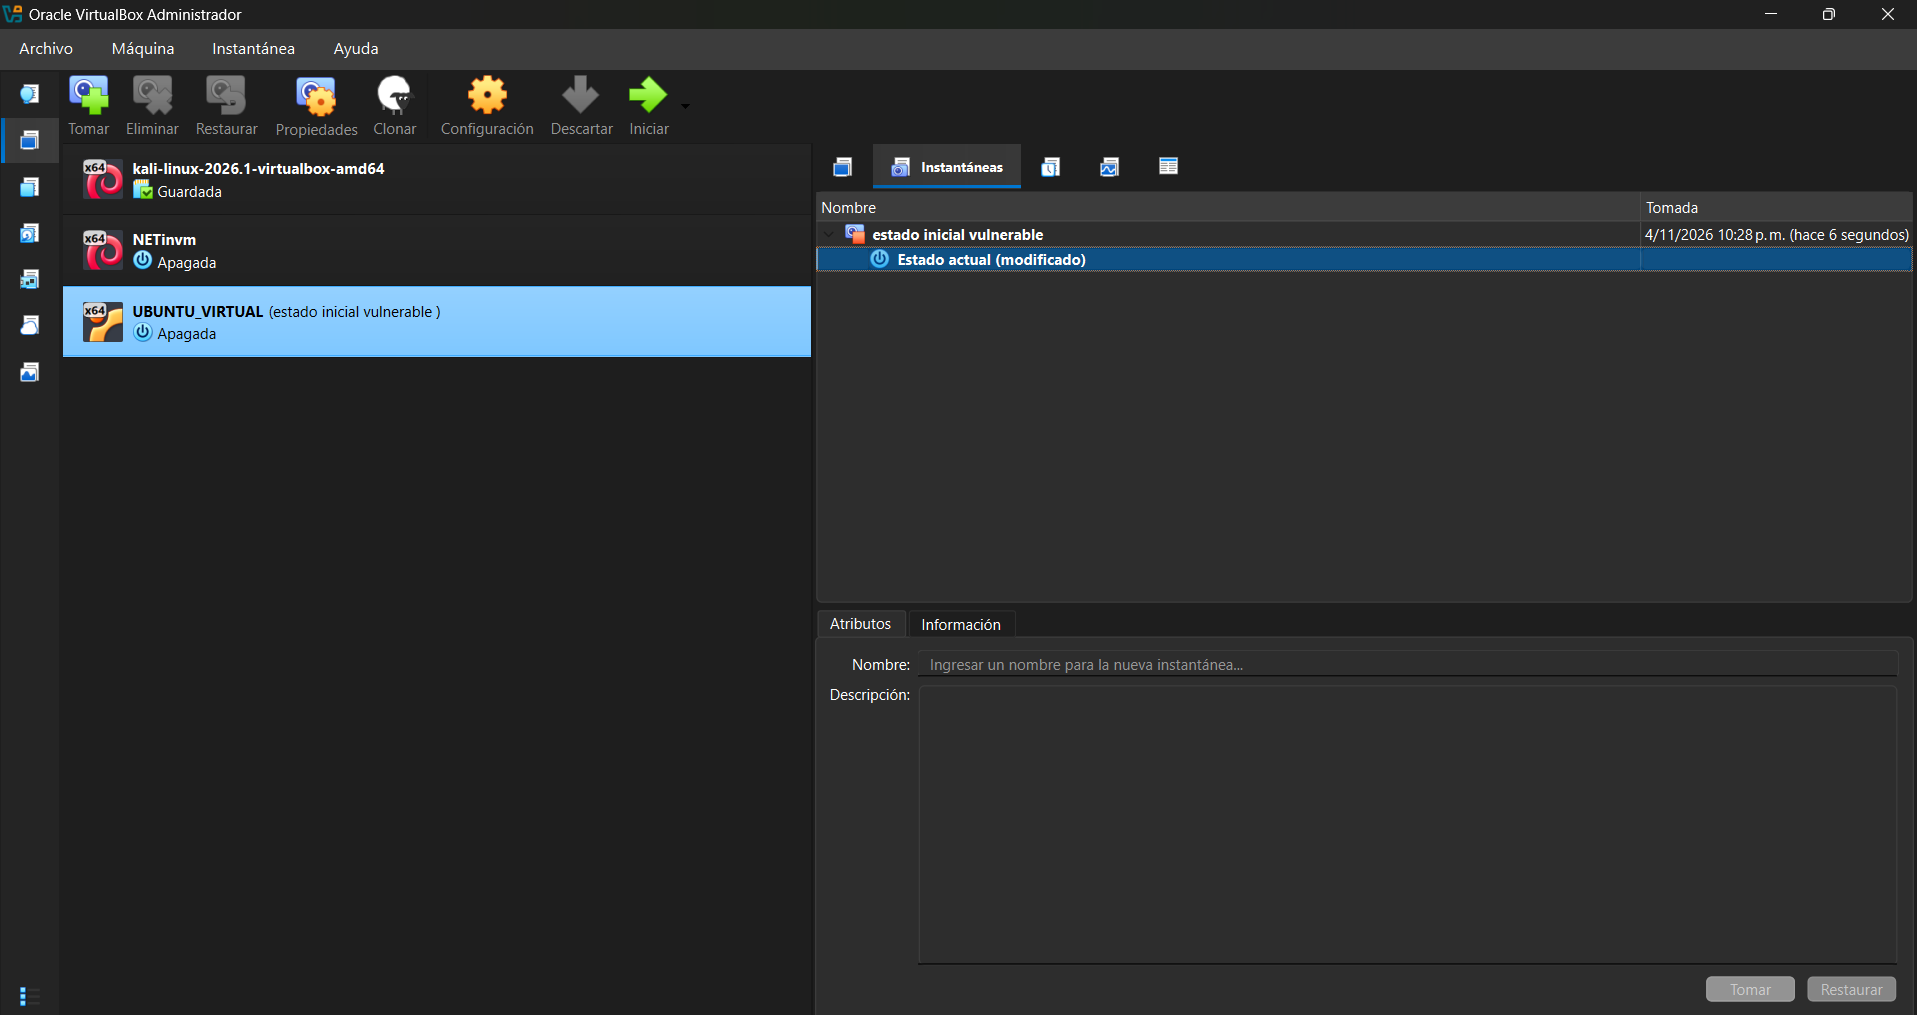 Oracle VirtualBox Administrador
Archivo Máquina Instantánea Ayuda
Tomar Eliminar Restaurar Propiedades Clonar Configuración Descartar Iniciar
x64 kali-linux-2026.1-virtualbox-amd64
Guardada
x64 NETinvm
Apagada
x64 UBUNTU_VIRTUAL (estado inicial vulnerable )
Apagada
Instantáneas
Nombre Tomada
estado inicial vulnerable 4/11/2026 10:28 p. m. (hace 6 segundos)
Estado actual (modificado)
Atributos Información
Nombre: Ingresar un nombre para la nueva instantánea...
Descripción:
Tomar Restaurar